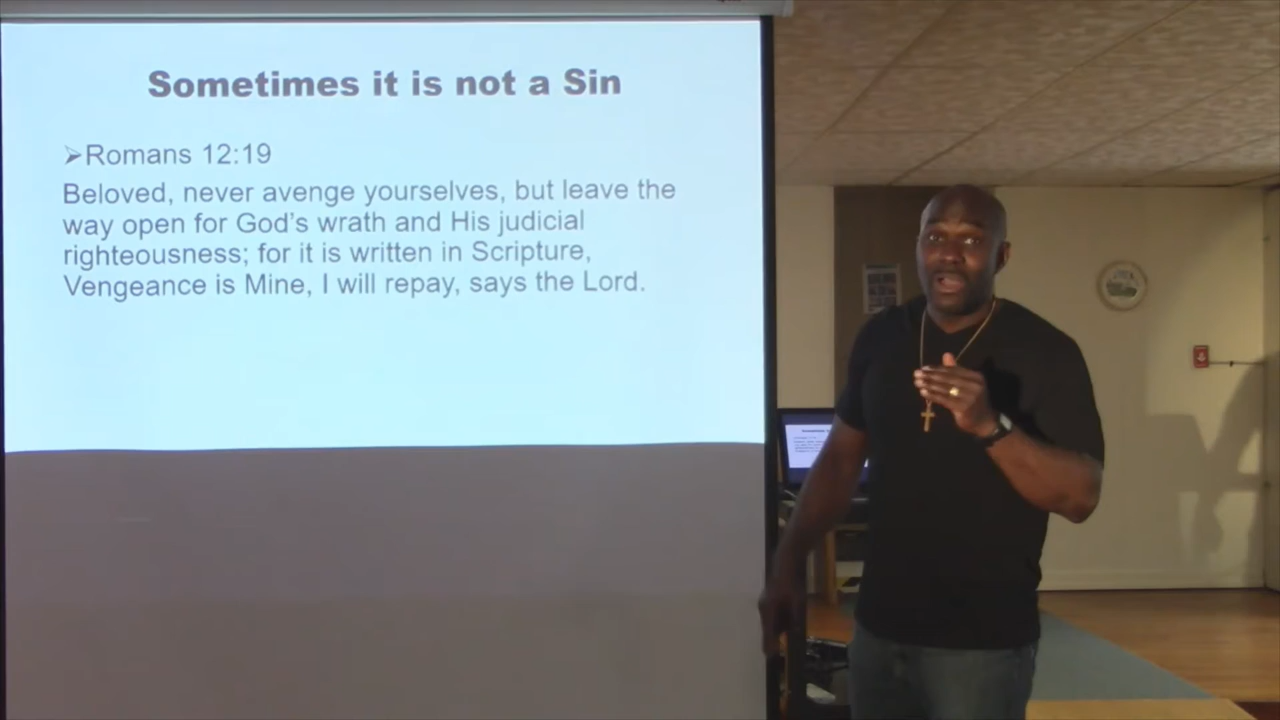 Sometimes it is not a Sin
➢Romans 12:19
Beloved, never avenge yourselves, but leave the
way open for God's wrath and His judicial
righteousness; for it is written in Scripture,
Vengeance is Mine, I will repay, says the Lord.